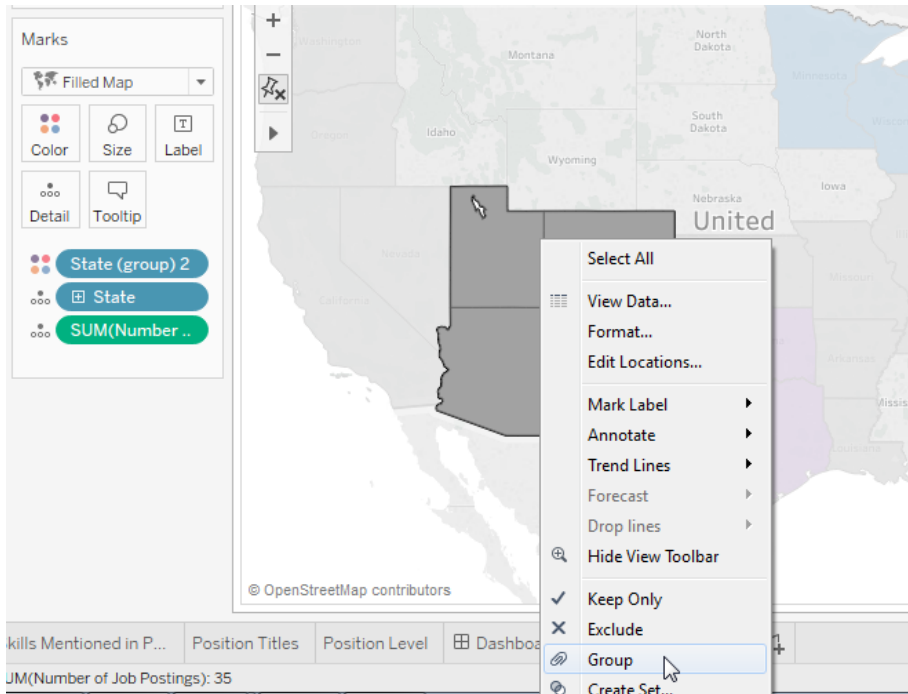 Marks
Filled Map
Color
Size
Label
Detail
Tooltip
State (group) 2
State
SUM(Number ..
Washington
Montana
North
Dakota
Minnesota
Oregon
Idaho
South
Dakota
Wyoming
Iowa
Nebraska
United
Nevada
California
Missouri
Arkansas
Missis
Louisiana
T
© OpenStreetMap contributors
Select All
View Data...
Format...
Edit Locations...
Mark Label
Annotate
Trend Lines
Forecast
Drop lines
Hide View Toolbar
Keep Only
Exclude
Group
Create Set...
kills Mentioned in P...
Position Titles
Position Level
Dashboa
UM(Number of Job Postings): 35